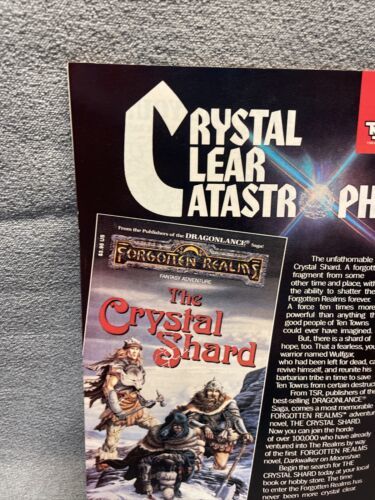 CRYSTAL
CLEAR
CATASTROPH
From the Publishers of the DRAGONLANCE® Saga!
FORGOTTEN REALMS
FANTASY ADVENTURE
The
Crystal
Shard
The unfathomable
Crystal Shard. A forgott
fragment from some
other time and place, with
the ability to shatter the
Forgotten Realms forever.
A force ten times more
powerful than anything th
good people of Ten Towns
could ever have imagined.
But, there is a shard of
hope, too. That a fearless, you
warrior named Wulfgar,
who had been left for dead, ca
revive himself, and reunite his
barbarian tribe in time to save
Ten Towns from certain destruct
From TSR, publishers of the
best-selling DRAGONLANCE®
Saga, comes a most memorable
FORGOTTEN REALMS™ adventur
novel, THE CRYSTAL SHARD.
Now you can join the horde
of over 100,000 who have already
ventured into The Realms by way
of the first FORGOTTEN REALMS
novel, Darkwalker on Moonshae.
Begin the search for THE
CRYSTAL SHARD today at your local
book or hobby store. The time
to enter the Forgotten Realms has
never been more crystal clear.